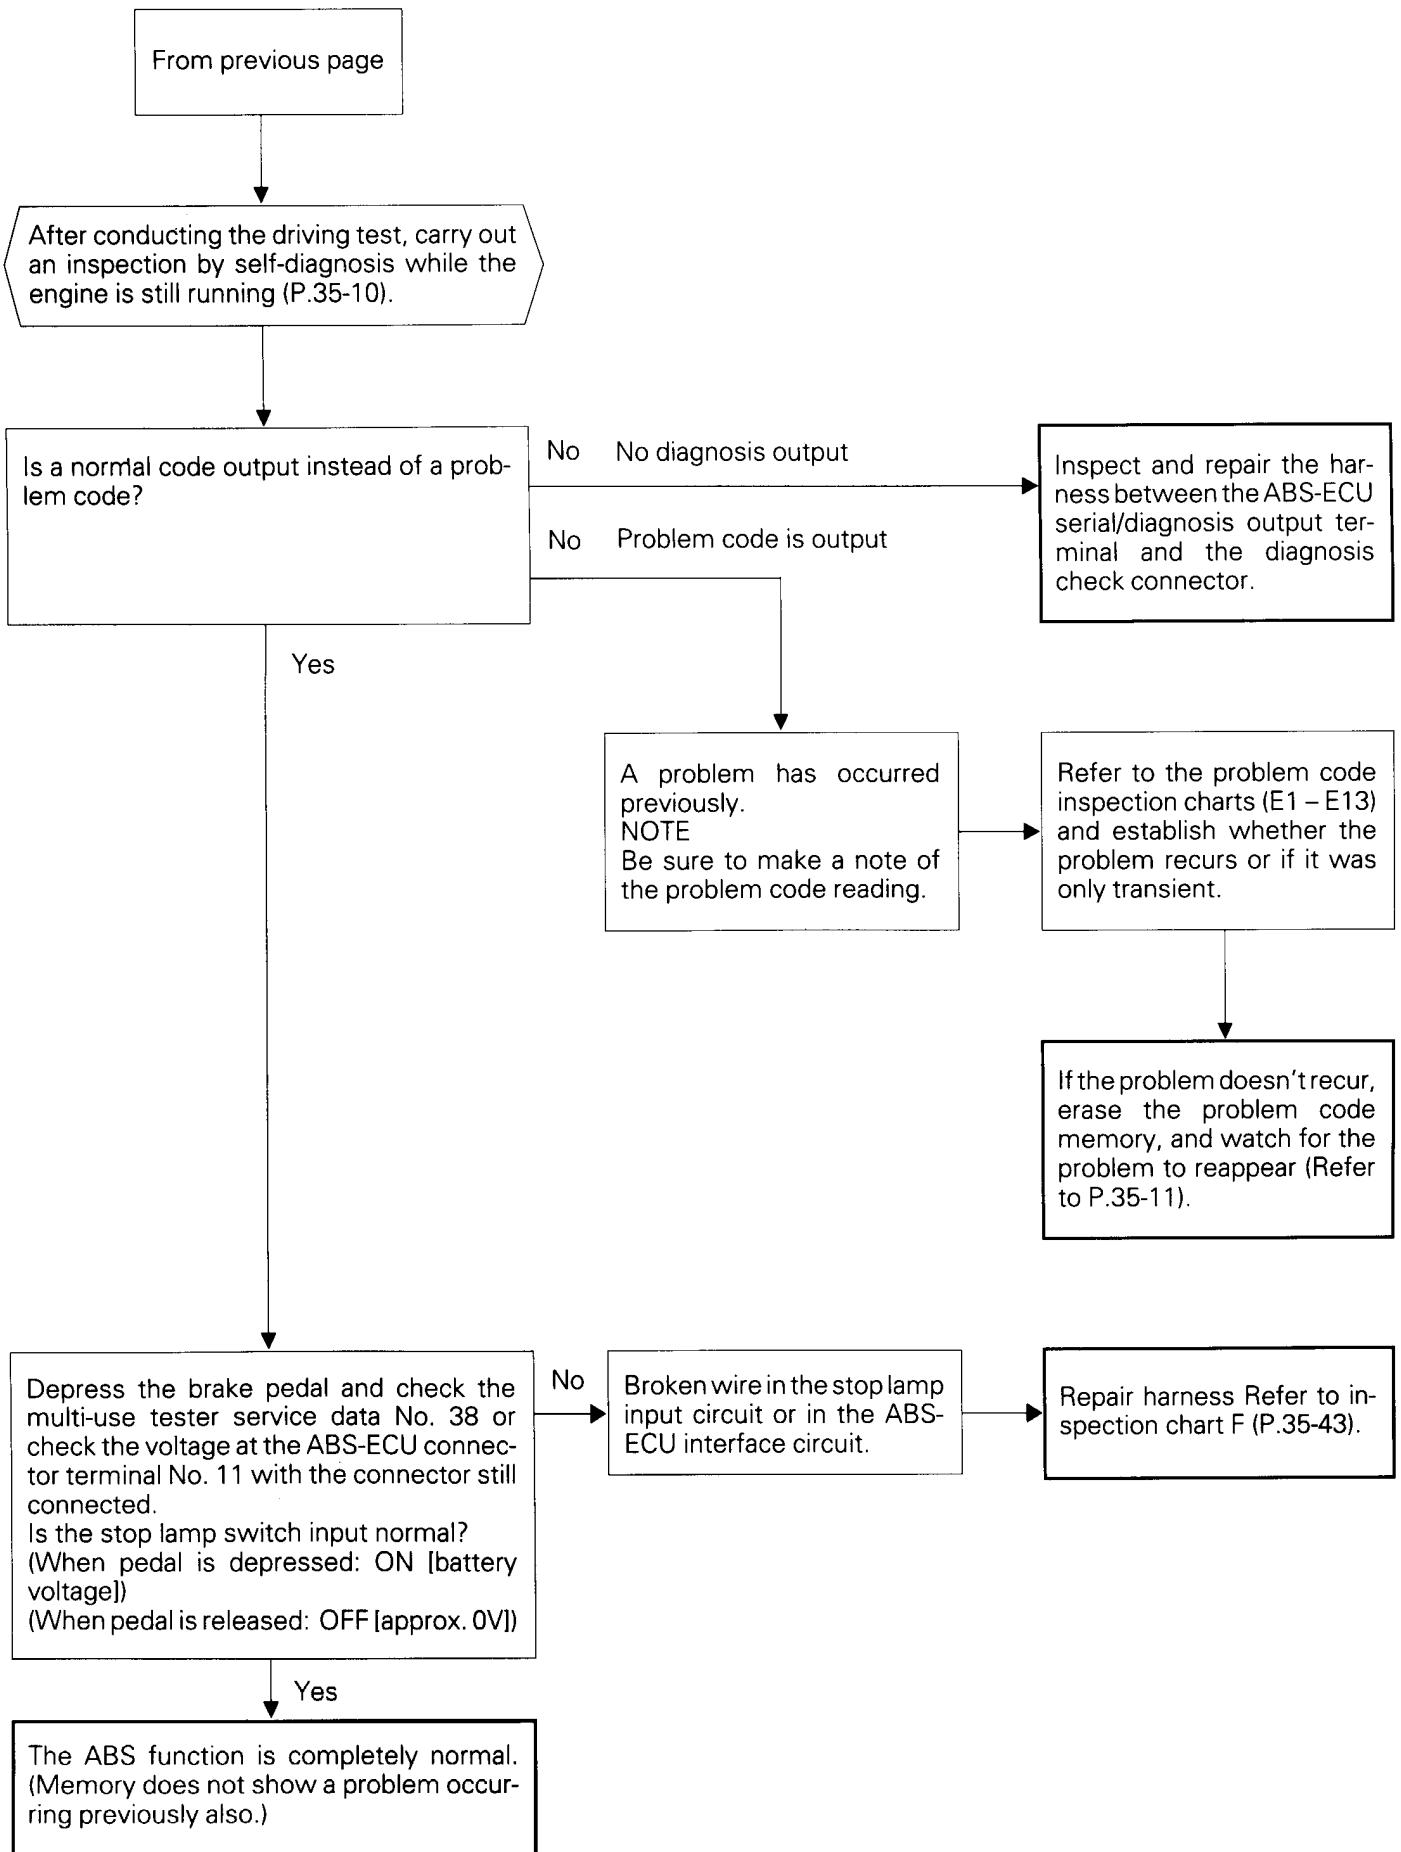 From previous page
After conducting the driving test, carry out
an inspection by self-diagnosis while the
engine is still running (P.35-10).
Is a normal code output instead of a prob-
lem code?
No No diagnosis output
Inspect and repair the har-
ness between the ABS-ECU
serial/diagnosis output ter-
minal and the diagnosis
check connector.
No Problem code is output
Yes
A problem has occurred
previously.
NOTE
Be sure to make a note of
the problem code reading.
Refer to the problem code
inspection charts (E1 – E13)
and establish whether the
problem recurs or if it was
only transient.
If the problem doesn't recur,
erase the problem code
memory, and watch for the
problem to reappear (Refer
to P.35-11).
Depress the brake pedal and check the
multi-use tester service data No. 38 or
check the voltage at the ABS-ECU connec-
tor terminal No. 11 with the connector still
connected.
Is the stop lamp switch input normal?
(When pedal is depressed: ON [battery
voltage])
(When pedal is released: OFF [approx. 0V])
No
Broken wire in the stop lamp
input circuit or in the ABS-
ECU interface circuit.
Repair harness Refer to in-
spection chart F (P.35-43).
Yes
The ABS function is completely normal.
(Memory does not show a problem occur-
ring previously also.)